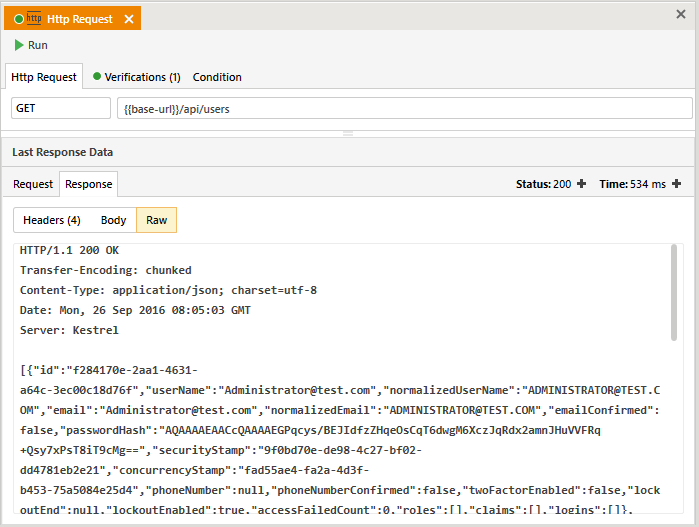 http Http Request
Run
Http Request Verifications (1) Condition
GET {{base-url}}/api/users
Last Response Data
Request Response Status: 200 Time: 534 ms
Headers (4) Body Raw
HTTP/1.1 200 OK
Transfer-Encoding: chunked
Content-Type: application/json; charset=utf-8
Date: Mon, 26 Sep 2016 08:05:03 GMT
Server: Kestrel
[{"id":"f284170e-2aa1-4631-
a64c-3ec00c18d76f","userName":"Administrator@test.com","normalizedUserName":"ADMINISTRATOR@TEST.C
OM","email":"Administrator@test.com","normalizedEmail":"ADMINISTRATOR@TEST.COM","emailConfirmed":
false,"passwordHash":"AQAAAAEAACcQAAAAEGPqcys/BEJIdfzZHqeOsCqT6dwgM6XczJqRdx2amnJHuVVFRq
+Qsy7xPsT8iT9cMg==","securityStamp":"9f0bd70e-de98-4c27-bf02-
dd4781eb2e21","concurrencyStamp":"fad55ae4-fa2a-4d3f-
b453-75a5084e25d4","phoneNumber":null,"phoneNumberConfirmed":false,"twoFactorEnabled":false,"lock
outEnd":null,"lockoutEnabled":true,"accessFailedCount":0,"roles":[],"claims":[],"logins":[]},